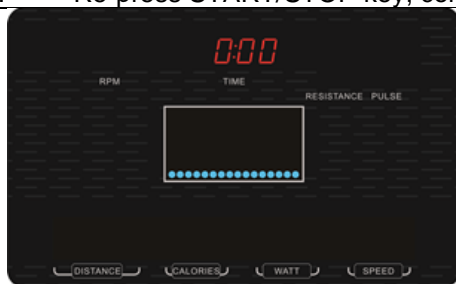 Re-press START/STOP key,
0:00
RPM TIME
RESISTANCE PULSE
DISTANCE CALORIES WATT SPEED